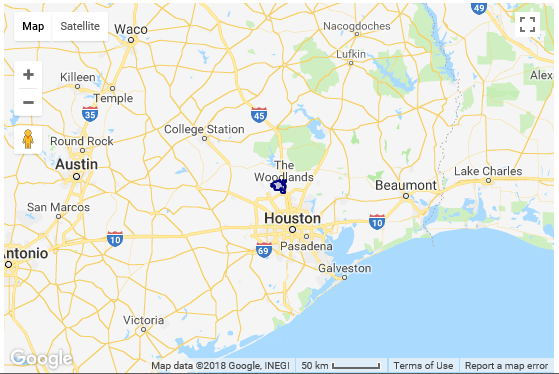 Map
Satellite
49
Nacogdoches
Waco
Lufkin
Alex
Killeen
Temple
35
45
College Station
Round Rock
Austin
The
Woodlands
Lake Charles
Beaumont
San Marcos
10
Houston
10
Pasadena
69
ntonio
Galveston
Victoria
Google
Map data ©2018 Google, INEGI
50 km
Terms of Use
Report a map error